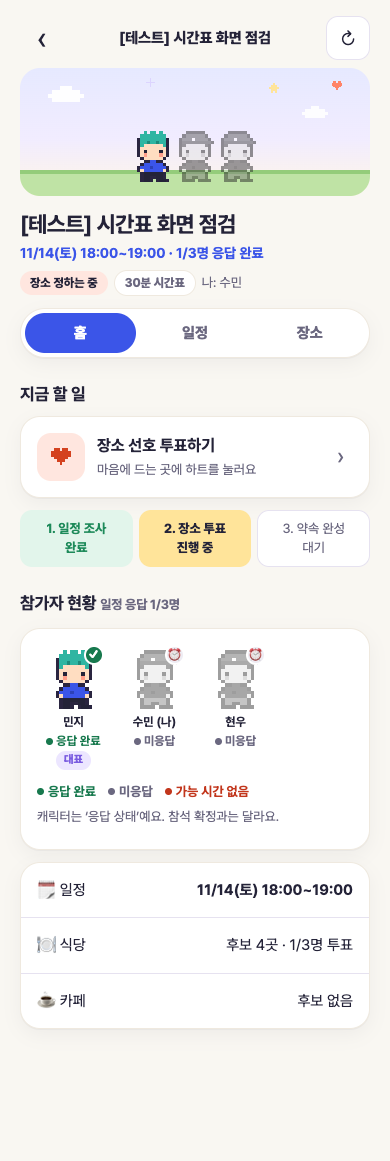 [테스트] 시간표 화면 점검
[테스트] 시간표 화면 점검
11/14(토) 18:00~19:00 · 1/3명 응답 완료
장소 정하는 중 30분 시간표 나: 수민
홈 일정 장소
지금 할 일
장소 선호 투표하기
마음에 드는 곳에 하트를 눌러요
1. 일정 조사 2. 장소 투표 3. 약속 완성
완료 진행 중 대기
참가자 현황 일정 응답 1/3명
민지 수민 (나) 현우
응답 완료 미응답 미응답
대표
응답 완료 미응답 가능 시간 없음
캐릭터는 ‘응답 상태’예요. 참석 확정과는 달라요.
일정 11/14(토) 18:00~19:00
식당 후보 4곳 · 1/3명 투표
카페 후보 없음